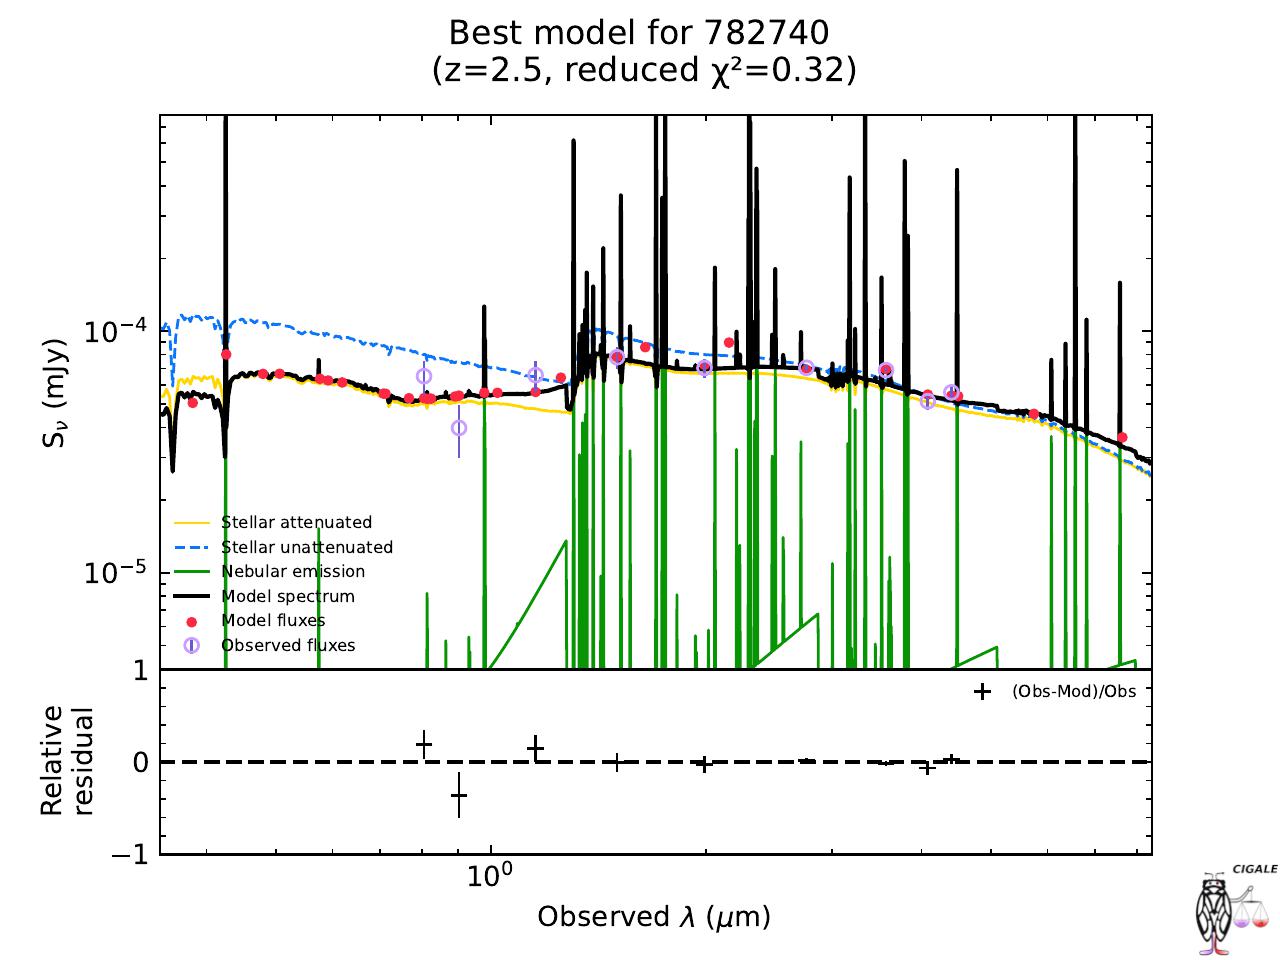 Best model for 782740
(z=2.5, reduced χ²=0.32)
S𝜈 (mJy)
10⁻⁴
10⁻⁵
Stellar attenuated
Stellar unattenuated
Nebular emission
Model spectrum
Model fluxes
Observed fluxes
1
0
−1
Relative
residual
(Obs-Mod)/Obs
10⁰
Observed λ (μm)
CIGALE